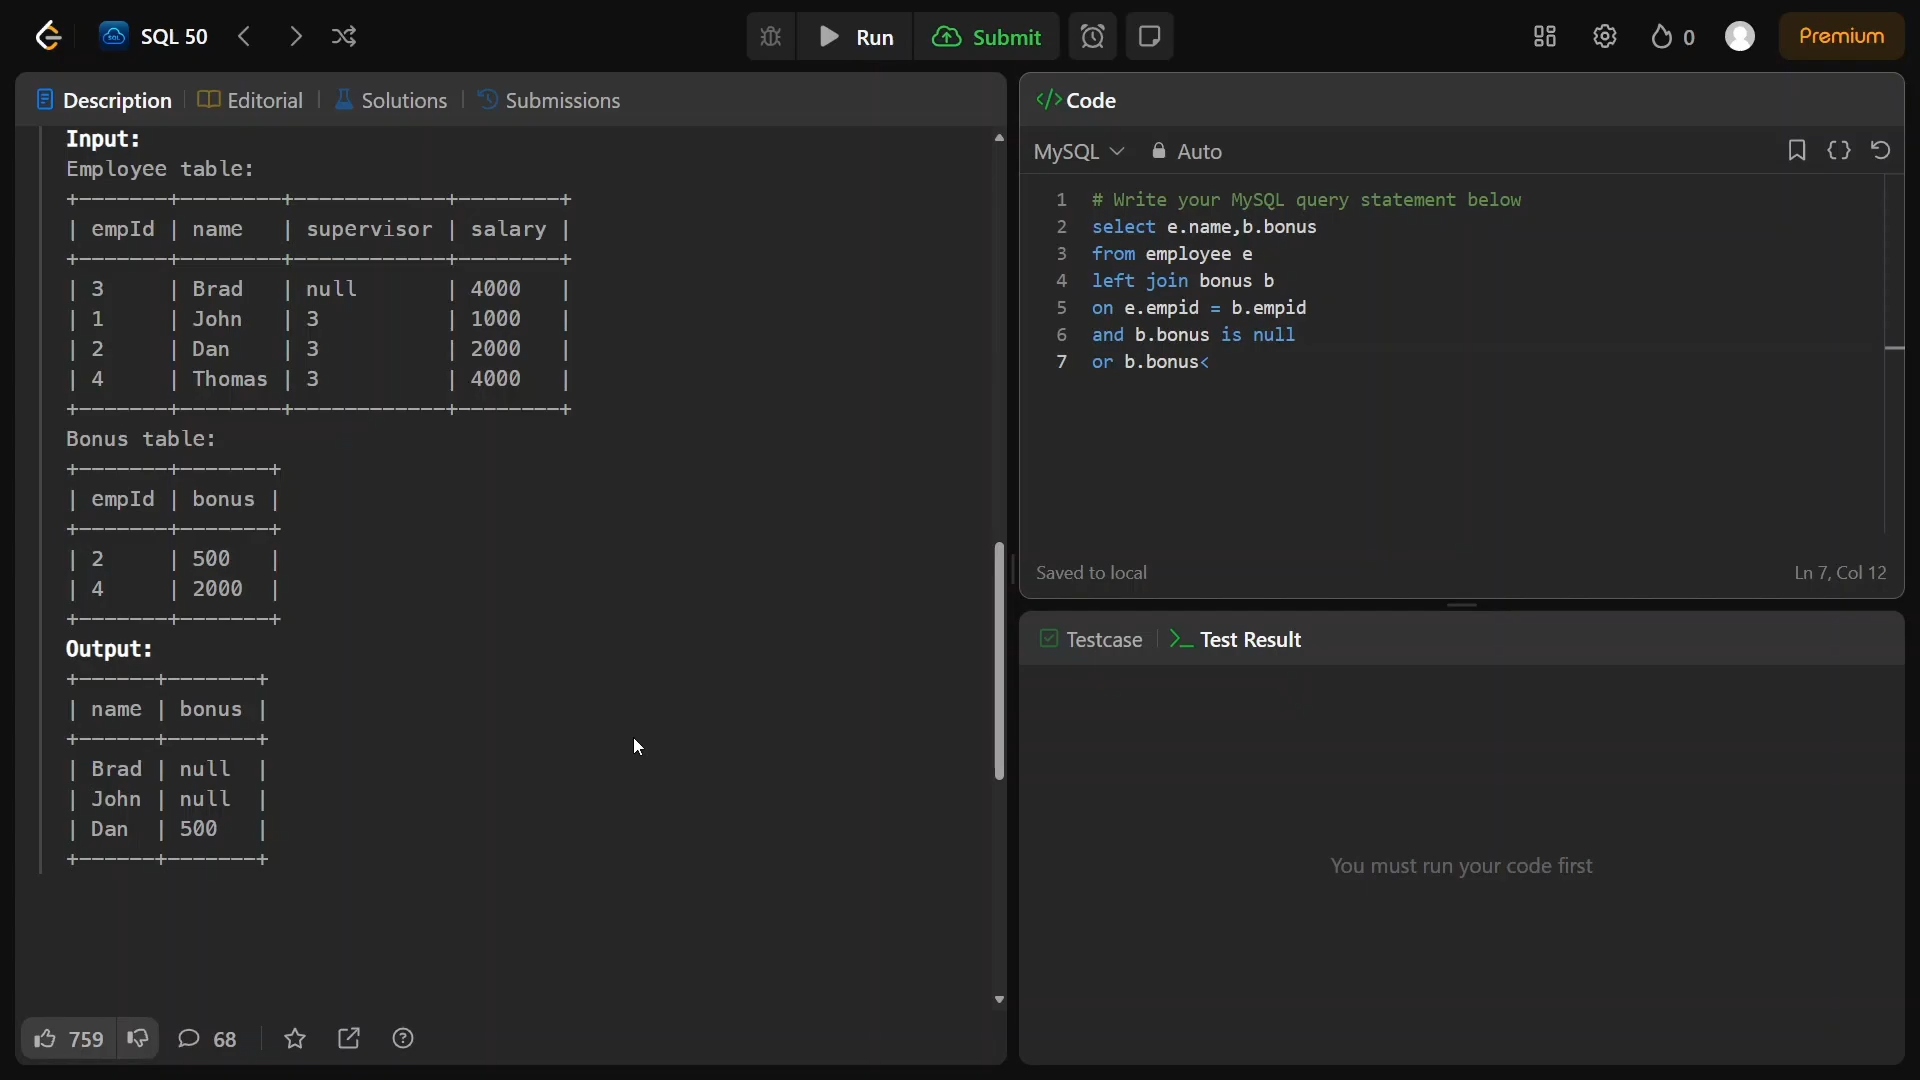 SQL 50
Run
Submit
0
Premium
Description
Editorial
Solutions
Submissions
Input:
Employee table:
+-------+--------+------------+--------+
| empId | name   | supervisor | salary |
+-------+--------+------------+--------+
| 3     | Brad   | null       | 4000   |
| 1     | John   | 3          | 1000   |
| 2     | Dan    | 3          | 2000   |
| 4     | Thomas | 3          | 4000   |
+-------+--------+------------+--------+
Bonus table:
+-------+-------+
| empId | bonus |
+-------+-------+
| 2     | 500   |
| 4     | 2000  |
+-------+-------+
Output:
+------+-------+
| name | bonus |
+------+-------+
| Brad | null  |
| John | null  |
| Dan  | 500   |
+------+-------+
759
68
</> Code
MySQL
Auto
1 # Write your MySQL query statement below
2 select e.name,b.bonus
3 from employee e
4 left join bonus b
5 on e.empid = b.empid
6 and b.bonus is null
7 or b.bonus<
Saved to local
Ln 7, Col 12
Testcase
Test Result
You must run your code first